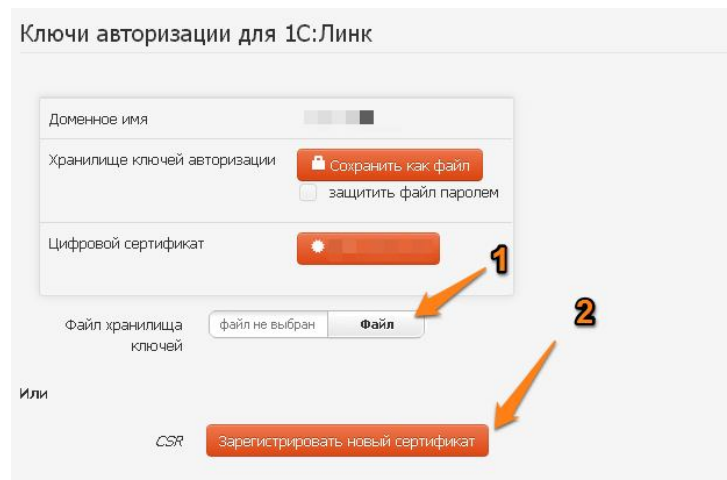 Ключи авторизации для 1С:Линк
Доменное имя
Хранилище ключей авторизации
Сохранить как файл
защитить файл паролем
Цифровой сертификат
1
Файл хранилища
ключей
файл не выбран
Файл
2
Или
CSR
Зарегистрировать новый сертификат